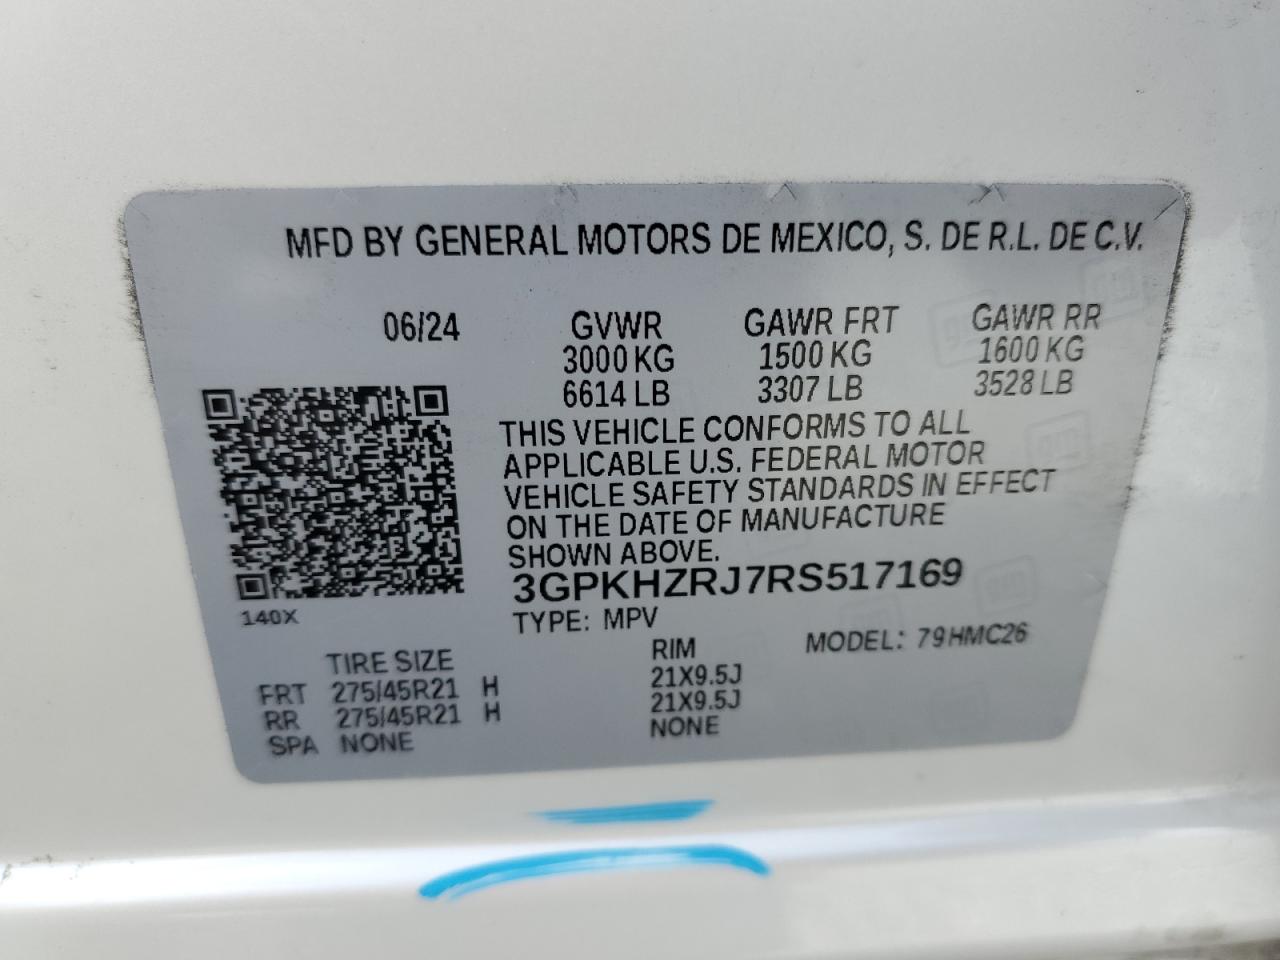 MFD BY GENERAL MOTORS DE MEXICO, S. DE R.L. DE C.V.
06/24 GVWR GAWR FRT GAWR RR
3000 KG 1500 KG 1600 KG
6614 LB 3307 LB 3528 LB
THIS VEHICLE CONFORMS TO ALL
APPLICABLE U.S. FEDERAL MOTOR
VEHICLE SAFETY STANDARDS IN EFFECT
ON THE DATE OF MANUFACTURE
SHOWN ABOVE.
3GPKHZRJ7RS517169
140X
TYPE: MPV MODEL: 79HMC26
TIRE SIZE RIM
FRT 275/45R21 H 21X9.5J
RR 275/45R21 H 21X9.5J
SPA NONE NONE